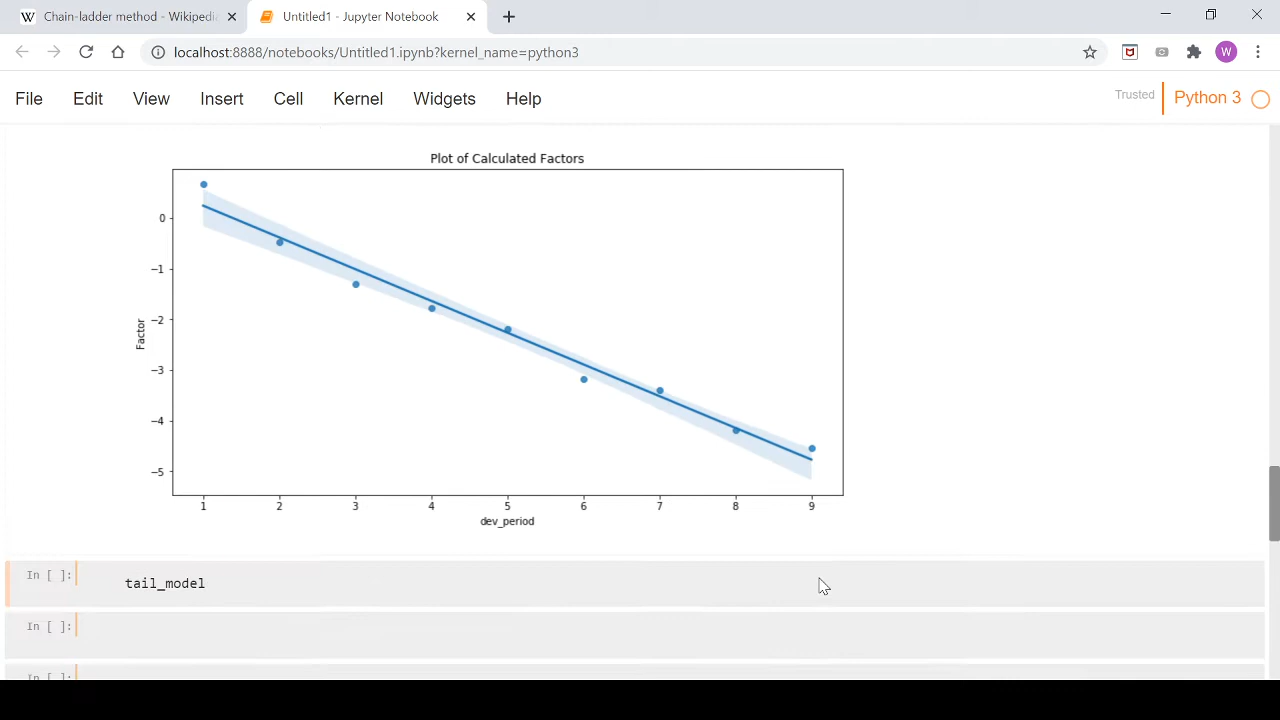 Chain-ladder method - Wikipedi
Untitled1 - Jupyter Notebook
localhost:8888/notebooks/Untitled1.ipynb?kernel_name=python3
W
File Edit View Insert Cell Kernel Widgets Help
Trusted
Python 3
Plot of Calculated Factors
0
−1
−2
−3
−4
−5
Factor
1 2 3 4 5 6 7 8 9
dev_period
In [ ]:
tail_model
In [ ]:
In [ ]: